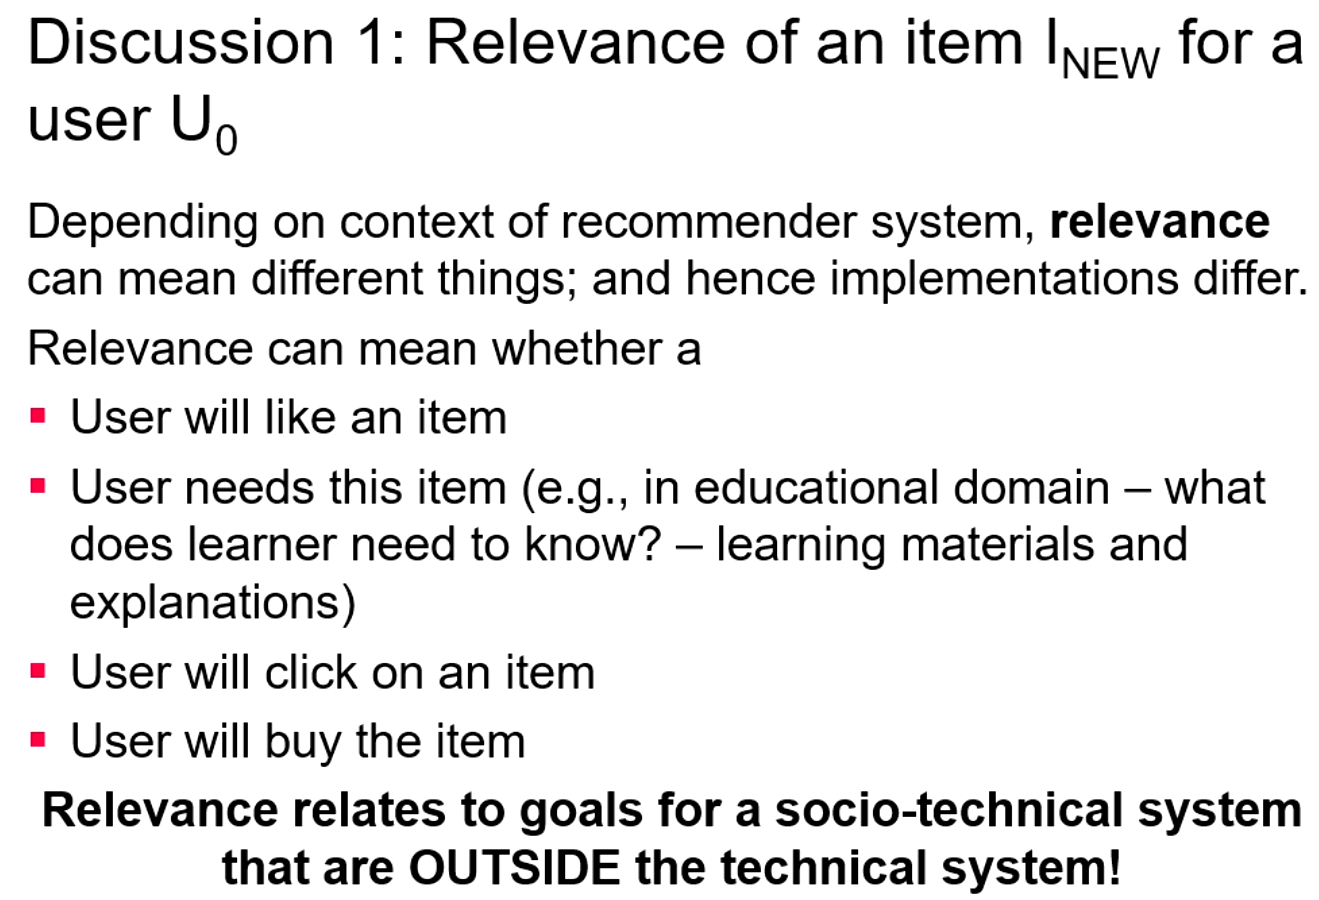 Discussion 1: Relevance of an item I_NEW for a
user U_0
Depending on context of recommender system, relevance
can mean different things; and hence implementations differ.
Relevance can mean whether a
▪ User will like an item
▪ User needs this item (e.g., in educational domain – what
does learner need to know? – learning materials and
explanations)
▪ User will click on an item
▪ User will buy the item
Relevance relates to goals for a socio-technical system
that are OUTSIDE the technical system!